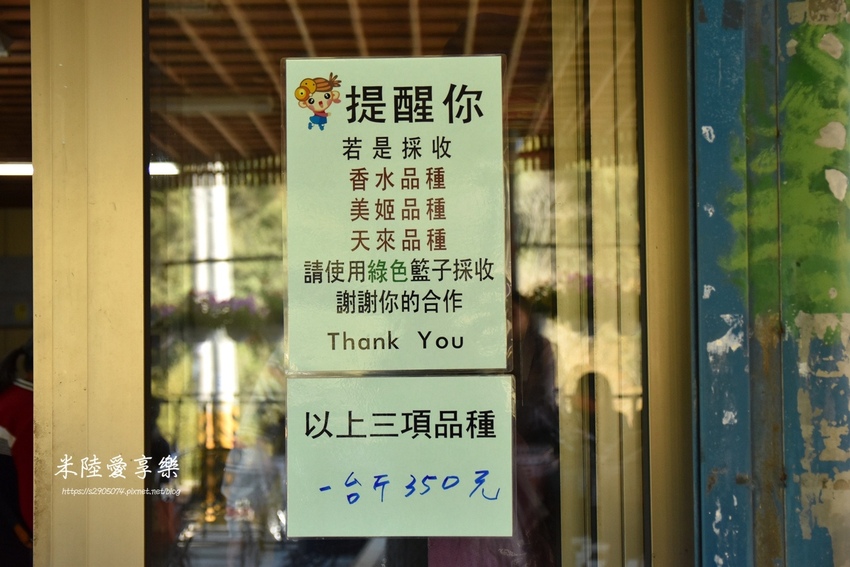 提醒你
若是採收
香水品種
美姬品種
天來品種
請使用綠色籃子採收
謝謝你的合作
Thank You
以上三項品種
一台斤350元
米陸愛享樂
https://s2906074.pixnet.net/blog